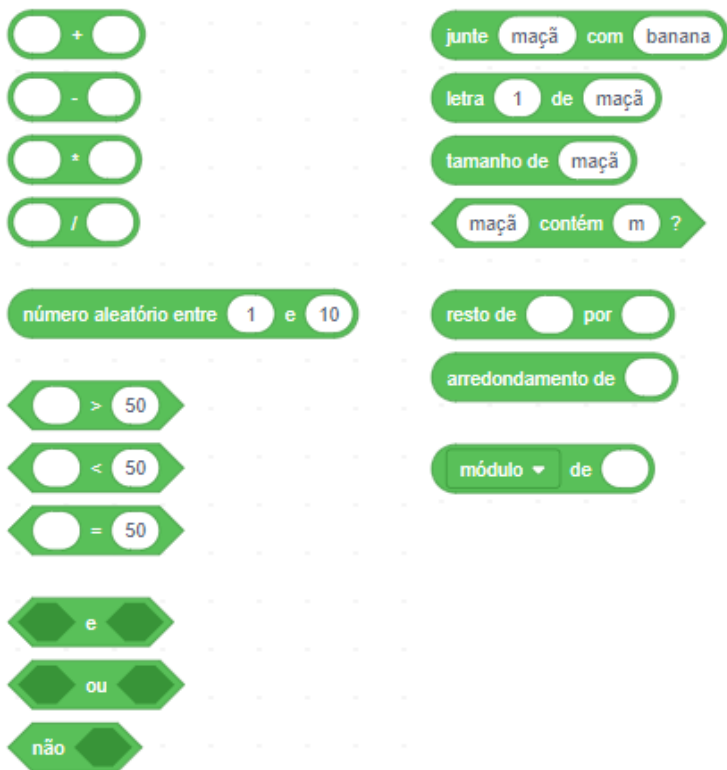 +
-
*
/
número aleatório entre 1 e 10
> 50
< 50
= 50
e
ou
não
junte maçã com banana
letra 1 de maçã
tamanho de maçã
maçã contém m ?
resto de por
arredondamento de
módulo de